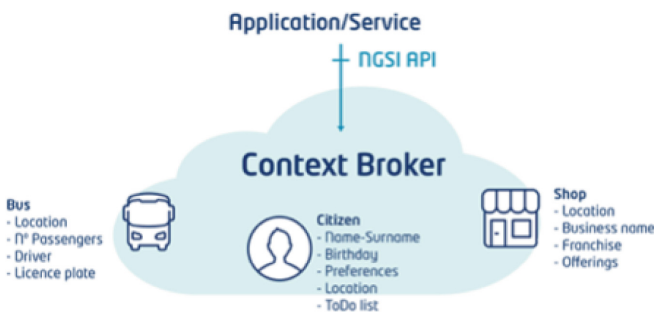 Application/Service
NGSI API
Context Broker
Bus
- Location
- Nº Passengers
- Driver
- Licence plate
Citizen
- Name-Surname
- Birthday
- Preferences
- Location
- ToDo list
Shop
- Location
- Business name
- Franchise
- Offerings